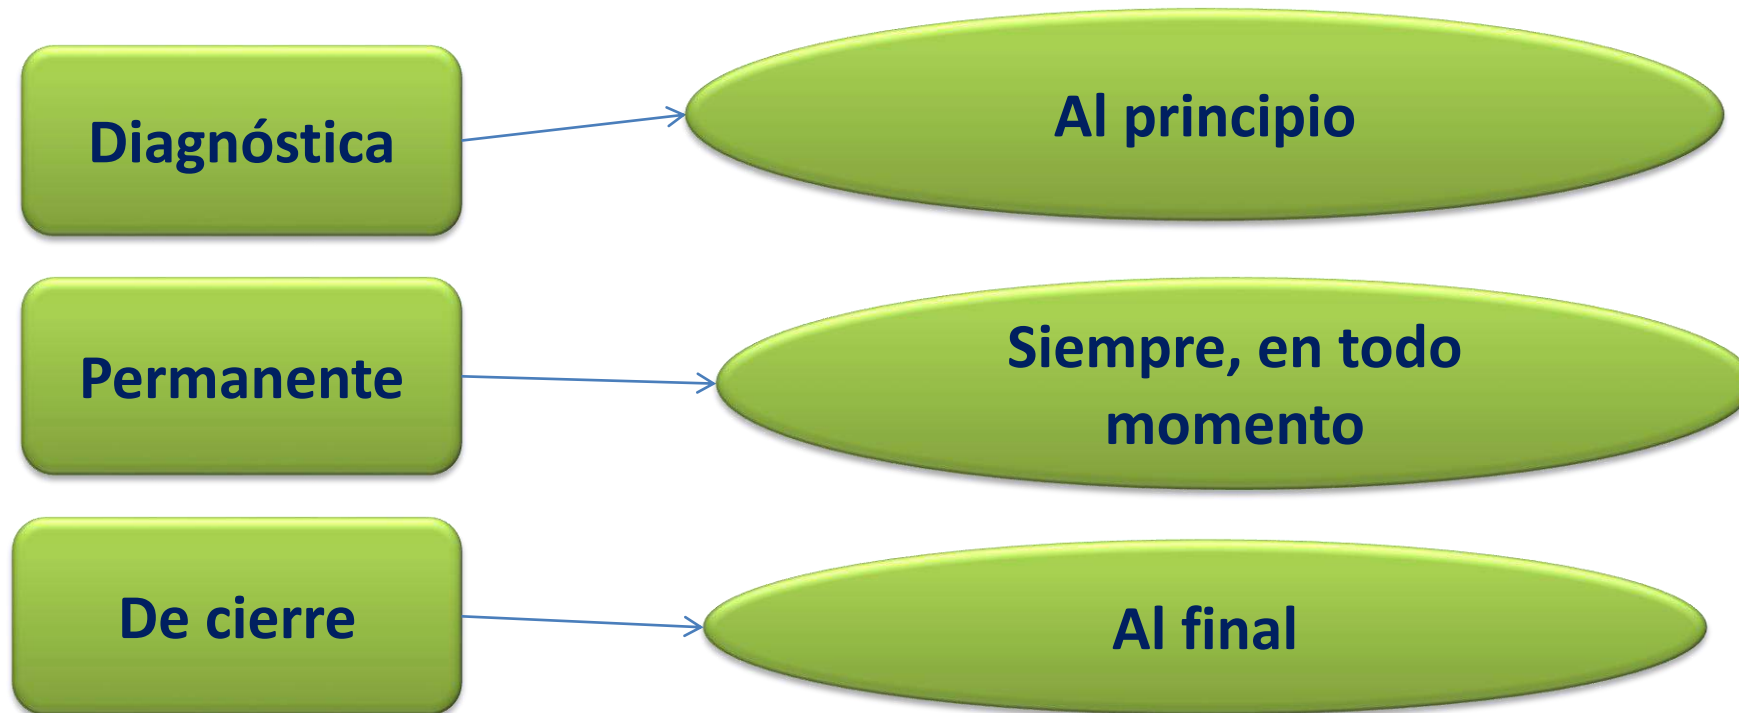 Diagnóstica
Al principio
Permanente
Siempre, en todo
momento
De cierre
Al final